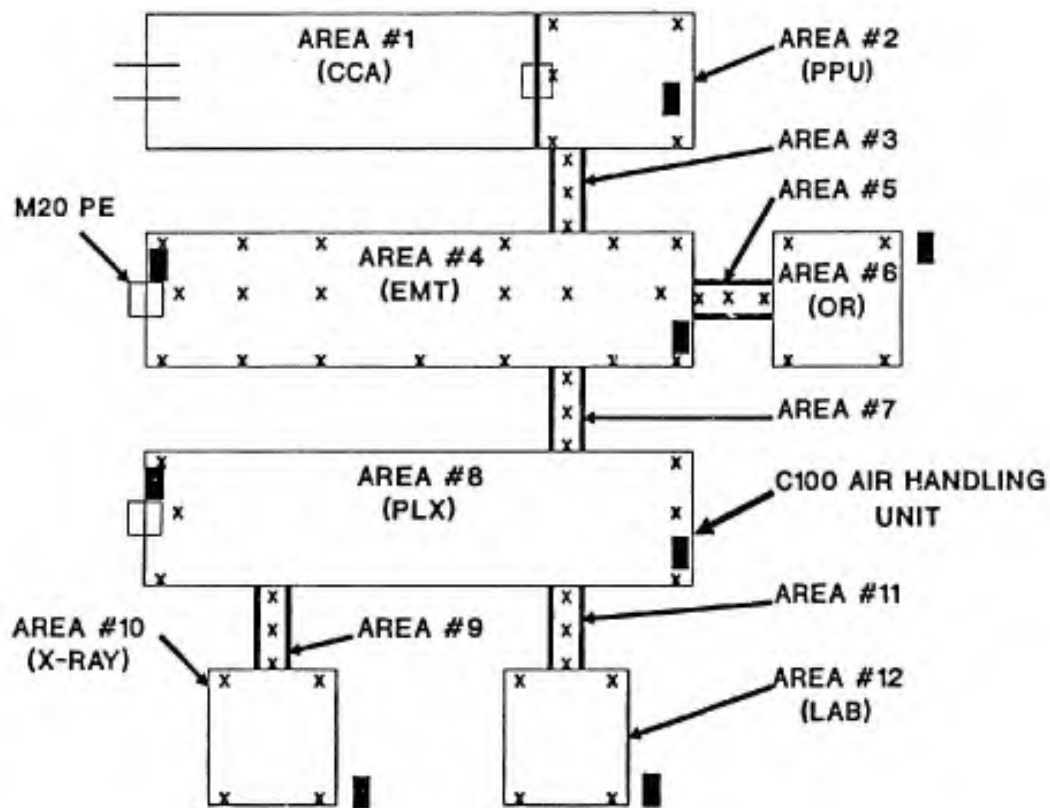 AREA #1
(CCA)
AREA #2
(PPU)
AREA #3
AREA #5
M20 PE
AREA #4
(EMT)
AREA #6
(OR)
AREA #7
AREA #8
(PLX)
C100 AIR HANDLING
UNIT
AREA #10
(X-RAY)
AREA #9
AREA #11
AREA #12
(LAB)